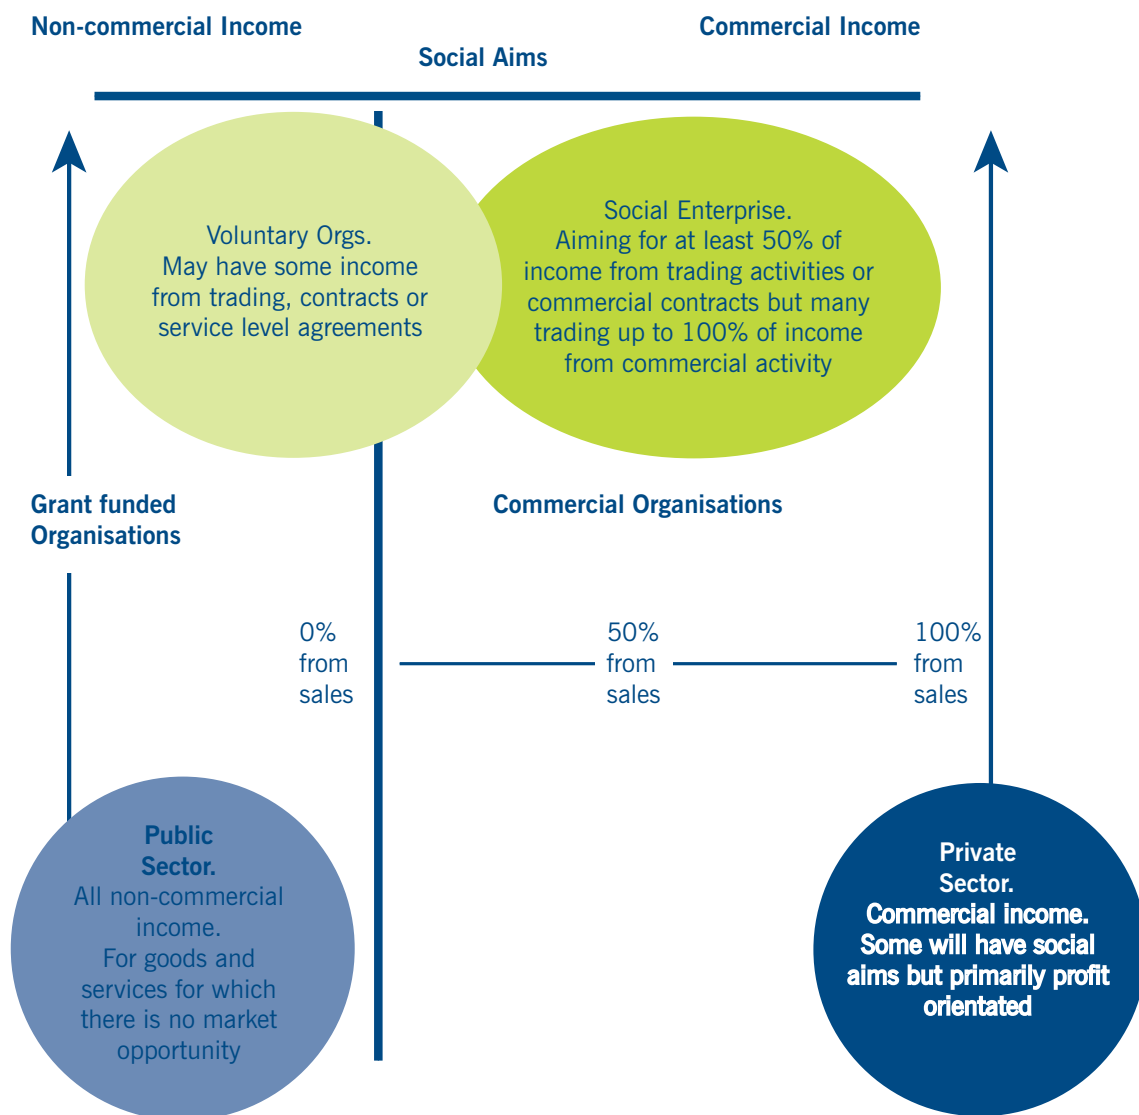 Non-commercial Income
Commercial Income
Social Aims
Voluntary Orgs.
May have some income
from trading, contracts or
service level agreements
Social Enterprise.
Aiming for at least 50% of
income from trading activities or
commercial contracts but many
trading up to 100% of income
from commercial activity
Grant funded
Organisations
Commercial Organisations
0%
from
sales
50%
from
sales
100%
from
sales
Public
Sector.
All non-commercial
income.
For goods and
services for which
there is no market
opportunity
Private
Sector.
Commercial income.
Some will have social
aims but primarily profit
orientated